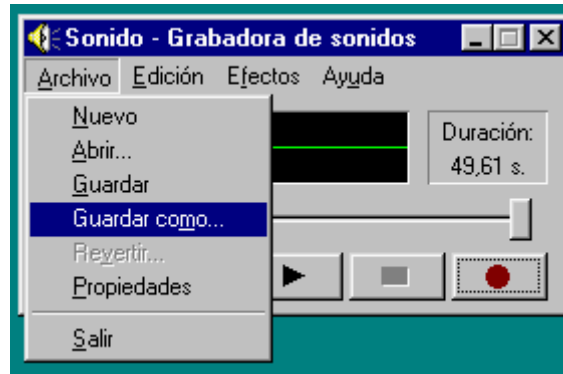 Sonido - Grabadora de sonidos
Archivo Edición Efectos Ayuda
Nuevo
Abrir...
Guardar
Guardar como...
Revertir...
Propiedades
Salir
Duración:
49,61 s.